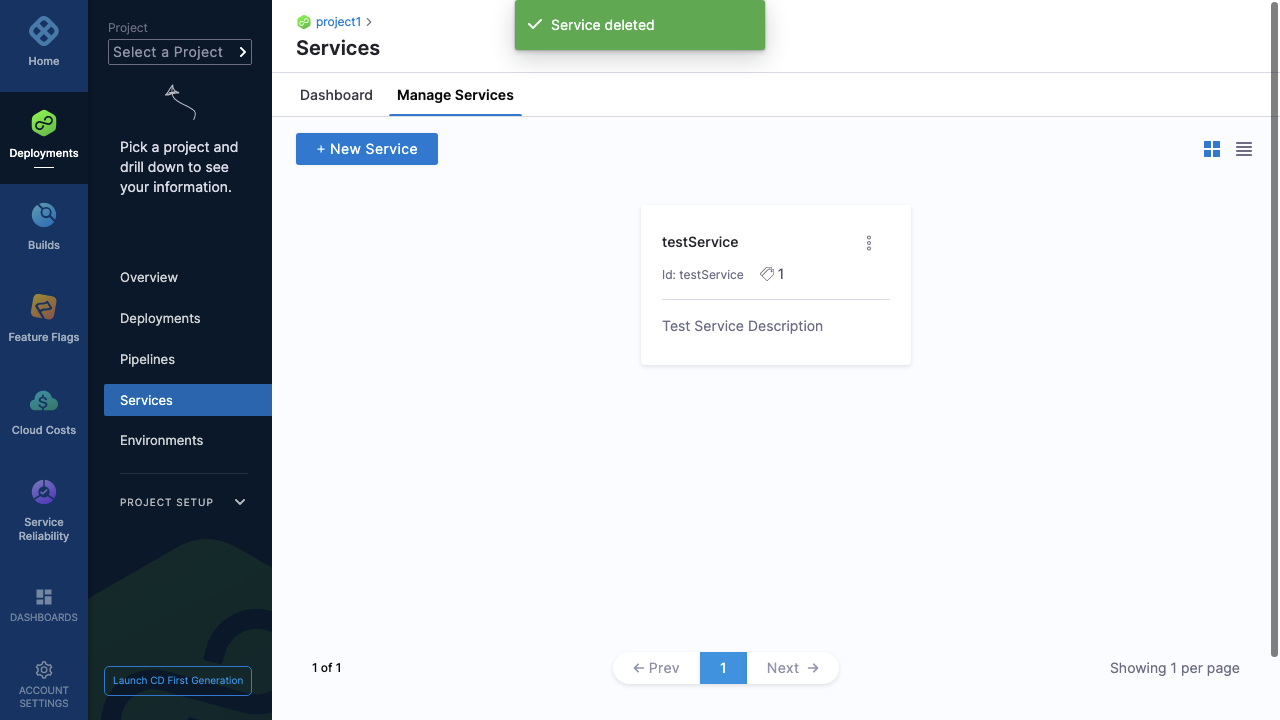 Home
Deployments
Builds
Feature Flags
Cloud Costs
Service
Reliability
DASHBOARDS
ACCOUNT
SETTINGS
Project
Select a Project
Pick a project and
drill down to see
your information.
Overview
Deployments
Pipelines
Services
Environments
PROJECT SETUP
Launch CD First Generation
project1
Services
Service deleted
Dashboard
Manage Services
+ New Service
testService
Id: testService
1
Test Service Description
1 of 1
Prev
1
Next
Showing 1 per page